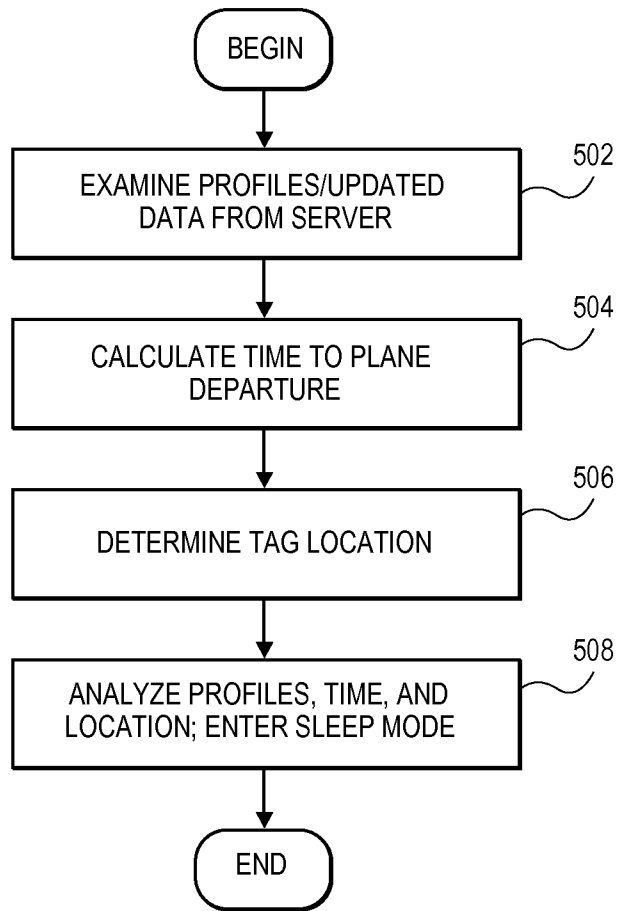 BEGIN
502
EXAMINE PROFILES/UPDATED
DATA FROM SERVER
504
CALCULATE TIME TO PLANE
DEPARTURE
506
DETERMINE TAG LOCATION
508
ANALYZE PROFILES, TIME, AND
LOCATION; ENTER SLEEP MODE
END